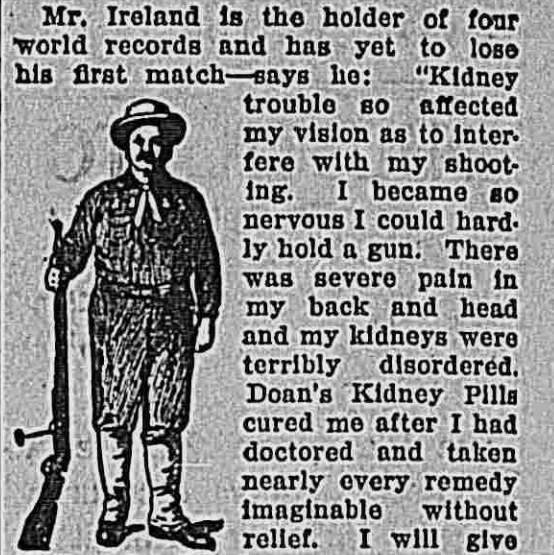 Mr. Ireland is the holder of four
world records and has yet to lose
his first match—says he: "Kidney
trouble so affected
my vision as to inter-
fere with my shoot-
ing. I became so
nervous I could hard-
ly hold a gun. There
was severe pain in
my back and head
and my kidneys were
terribly disordered.
Doan's Kidney Pills
cured me after I had
doctored and taken
nearly every remedy
imaginable without
relief. I will give